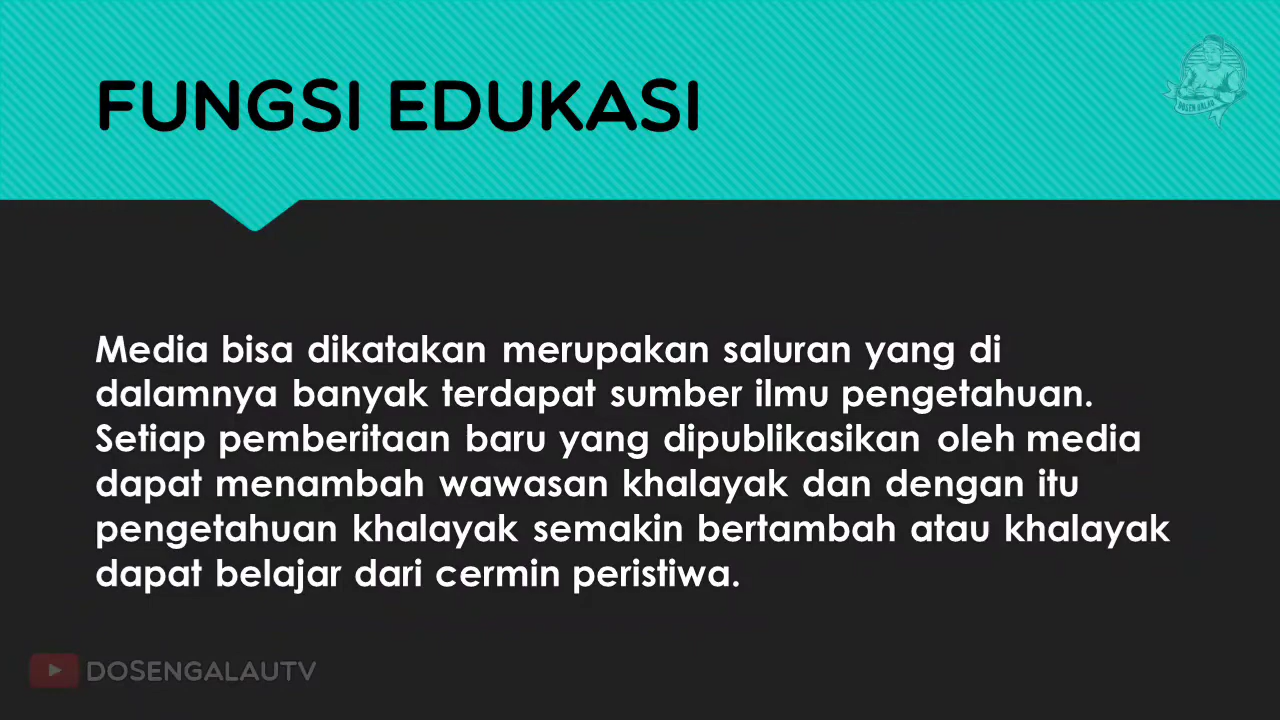 FUNGSI EDUKASI
DOSEN GALAU
Media bisa dikatakan merupakan saluran yang di
dalamnya banyak terdapat sumber ilmu pengetahuan.
Setiap pemberitaan baru yang dipublikasikan oleh media
dapat menambah wawasan khalayak dan dengan itu
pengetahuan khalayak semakin bertambah atau khalayak
dapat belajar dari cermin peristiwa.
DOSENGALAUTV